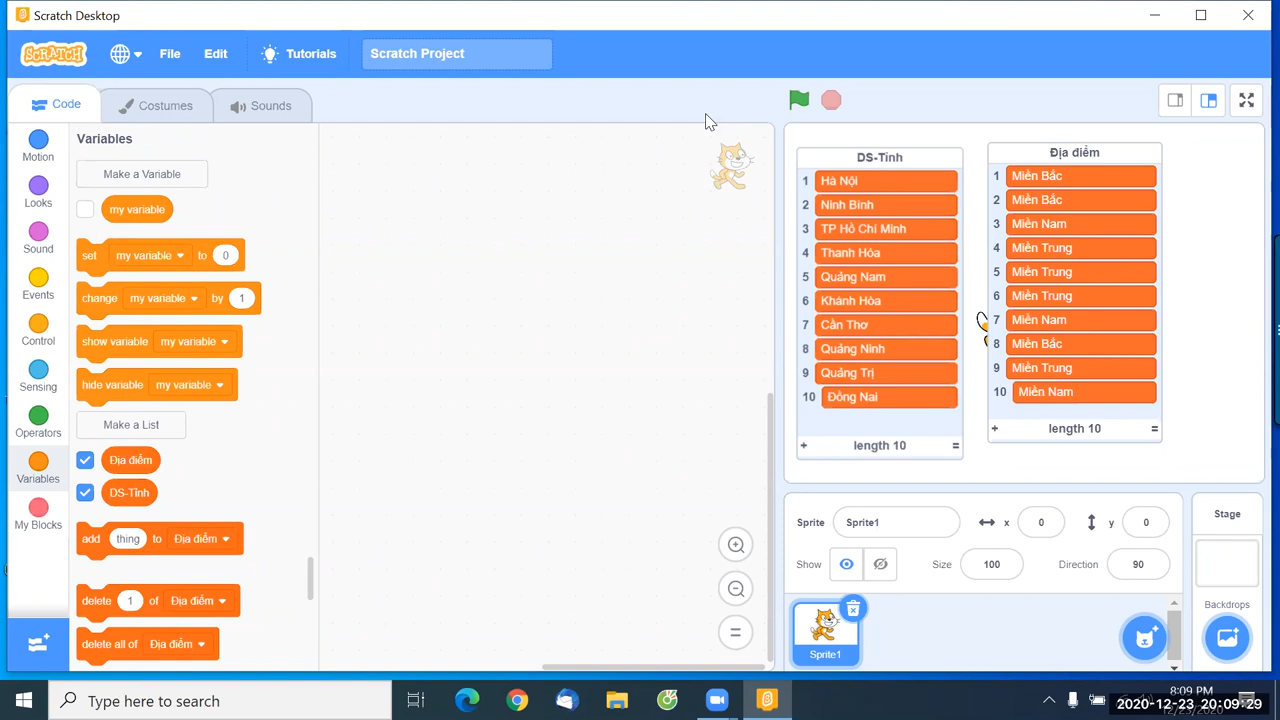 Scratch Desktop
SCRATCH
File
Edit
Tutorials
Scratch Project
Code
Costumes
Sounds
Motion
Looks
Sound
Events
Control
Sensing
Operators
Variables
My Blocks
Variables
Make a Variable
my variable
set my variable to 0
change my variable by 1
show variable my variable
hide variable my variable
Make a List
Địa điểm
DS-Tỉnh
add thing to Địa điểm
delete 1 of Địa điểm
delete all of Địa điểm
DS-Tỉnh
1 Hà Nội
2 Ninh Bình
3 TP Hồ Chí Minh
4 Thanh Hóa
5 Quảng Nam
6 Khánh Hòa
7 Cần Thơ
8 Quảng Ninh
9 Quảng Trị
10 Đồng Nai
+ length 10 =
Địa điểm
1 Miền Bắc
2 Miền Bắc
3 Miền Nam
4 Miền Trung
5 Miền Trung
6 Miền Trung
7 Miền Nam
8 Miền Bắc
9 Miền Trung
10 Miền Nam
+ length 10 =
Sprite Sprite1 x 0 y 0
Show Size 100 Direction 90
Sprite1
Stage
Backdrops
Type here to search
8:09 PM
2020-12-23 20:09:29